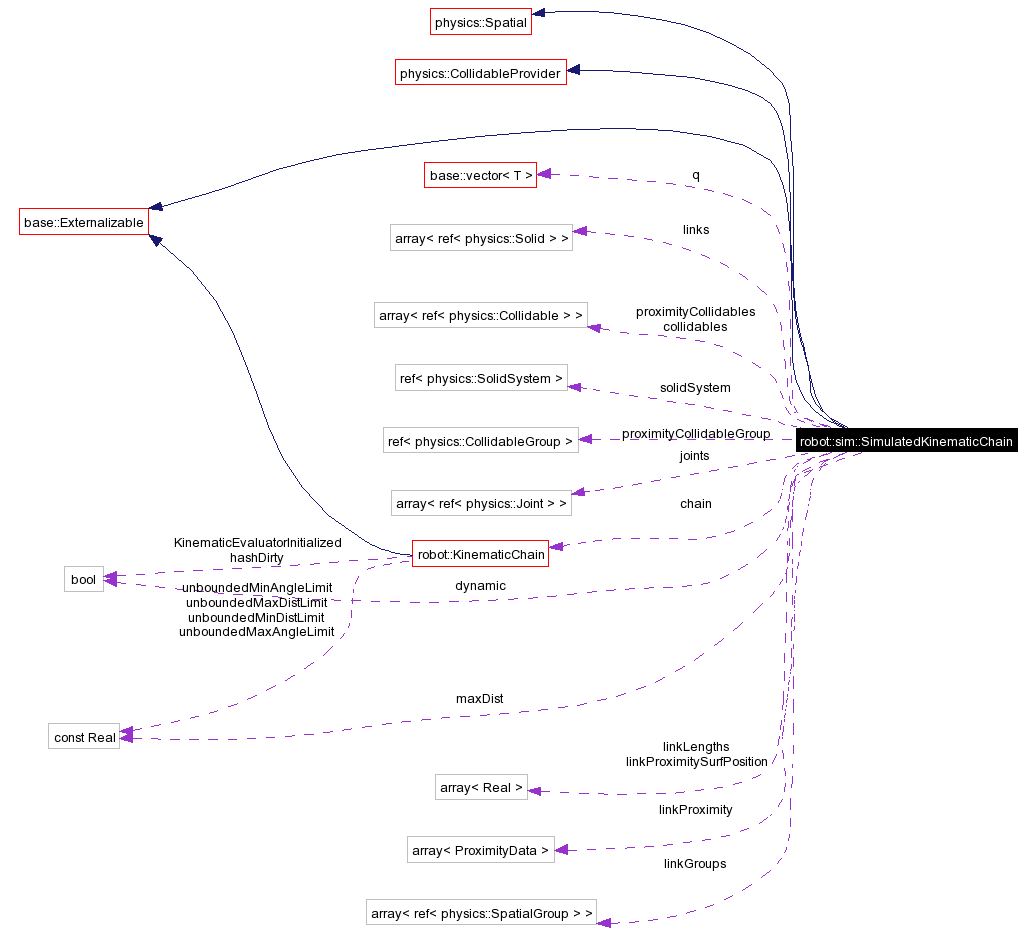 physics::Spatial
physics::CollidableProvider
base::vector< T >
q
base::Externalizable
links
array< ref< physics::Solid > >
proximityCollidables
collidables
array< ref< physics::Collidable > >
ref< physics::SolidSystem >
solidSystem
ref< physics::CollidableGroup >
proximityCollidableGroup
robot::sim::SimulatedKinematicChain
joints
array< ref< physics::Joint > >
chain
KinematicEvaluatorInitialized
hashDirty
robot::KinematicChain
bool
dynamic
unboundedMinAngleLimit
unboundedMaxDistLimit
unboundedMinDistLimit
unboundedMaxAngleLimit
maxDist
const Real
linkLengths
linkProximitySurfPosition
array< Real >
linkProximity
array< ProximityData >
linkGroups
array< ref< physics::SpatialGroup > >